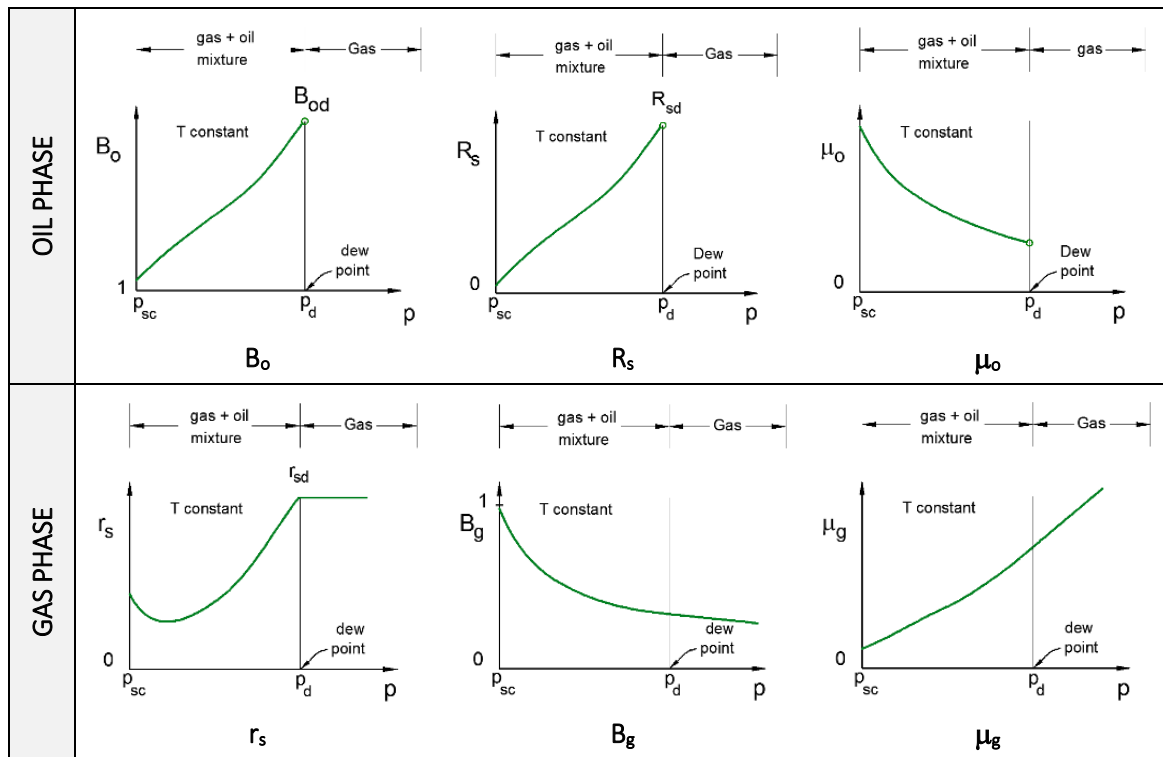 OIL PHASE
gas + oil
mixture
Gas
B_od
B_o
T constant
dew
point
1
p_sc
p_d
p
B_o
gas + oil
mixture
Gas
R_sd
R_s
T constant
Dew
point
0
p_sc
p_d
p
R_s
gas + oil
mixture
gas
μ_o
T constant
Dew
point
0
p_sc
p_d
p
μ_o
GAS PHASE
gas + oil
mixture
Gas
r_sd
r_s
T constant
dew
point
0
p_sc
p_d
p
r_s
gas + oil
mixture
Gas
1
B_g
T constant
dew
point
0
p_sc
p_d
p
B_g
gas + oil
mixture
Gas
μ_g
T constant
dew
point
0
p_sc
p_d
p
μ_g